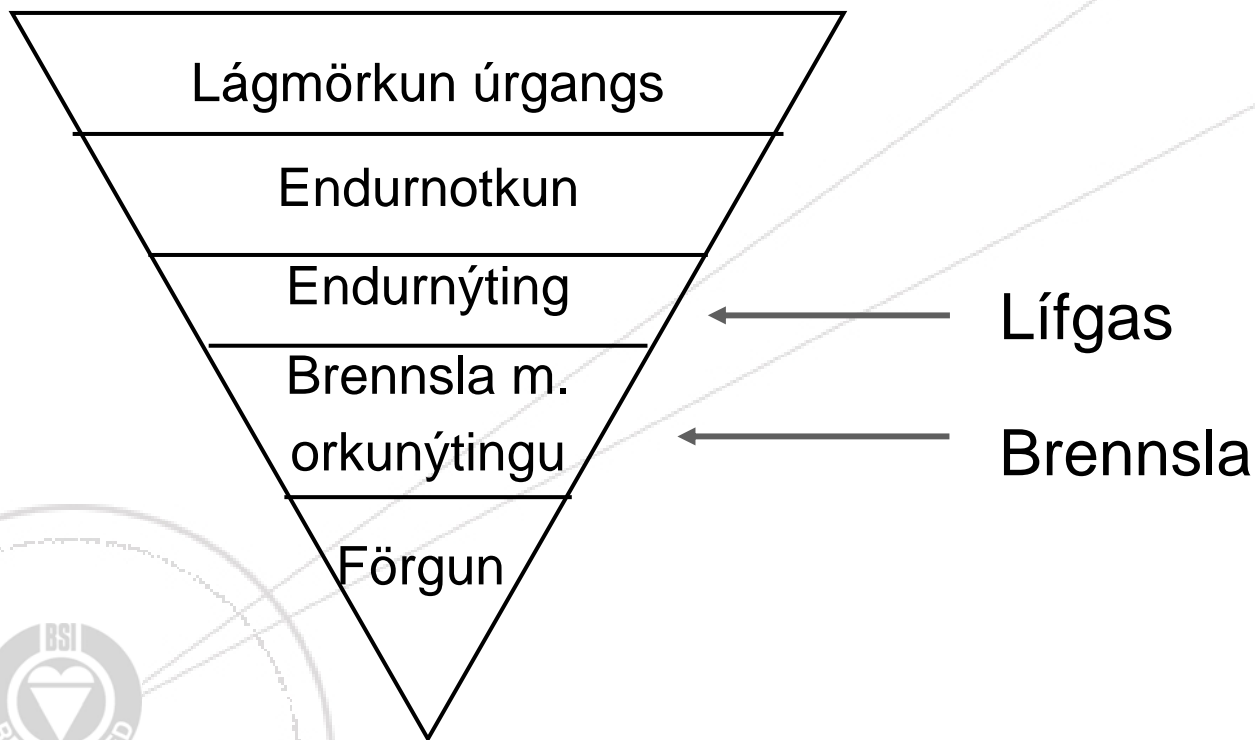 Lágmörkun úrgangs
Endurnotkun
Endurnýting
Lífgas
Brennsla m.
orkunýtingu
Brennsla
Förgun
BSI